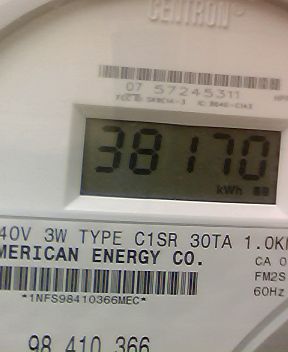 CENTRON
07 57245311
38170
kWh
40V 3W TYPE C1SR 30TA 1.0K
MERICAN ENERGY CO.
CA 0
FM2S
*1NFS98410366MEC*
60Hz
98 410 366